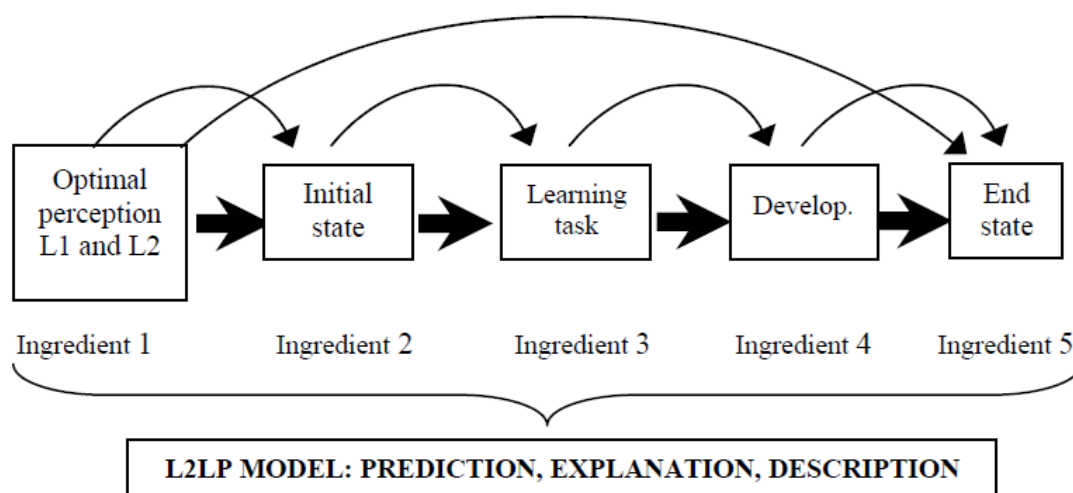 Optimal
perception
L1 and L2
Initial
state
Learning
task
Develop.
End
state
Ingredient 1
Ingredient 2
Ingredient 3
Ingredient 4
Ingredient 5
L2LP MODEL: PREDICTION, EXPLANATION, DESCRIPTION